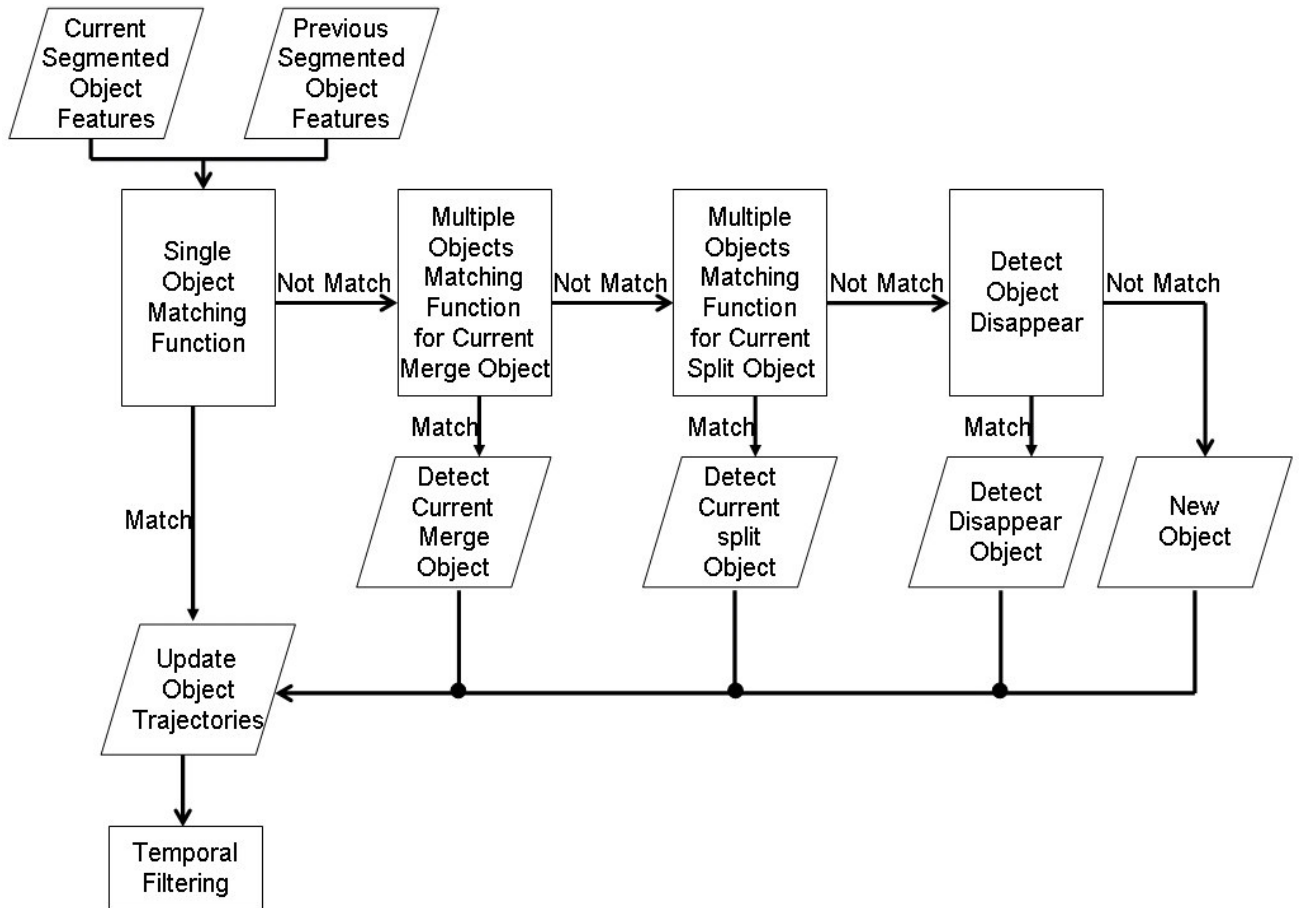 Current
Segmented
Object
Features
Previous
Segmented
Object
Features
Single
Object
Matching
Function
Not Match
Multiple
Objects
Matching
Function
for Current
Merge Object
Not Match
Multiple
Objects
Matching
Function
for Current
Split Object
Not Match
Detect
Object
Disappear
Not Match
Match
Match
Match
Match
Detect
Current
Merge
Object
Detect
Current
split
Object
Detect
Disappear
Object
New
Object
Update
Object
Trajectories
Temporal
Filtering